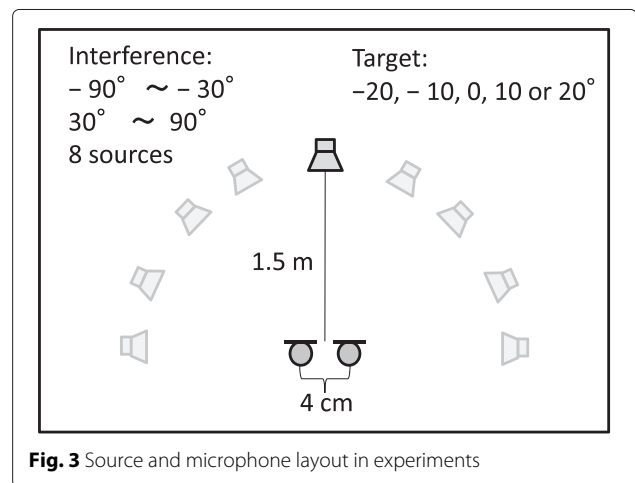 Interference:
− 90° ～ − 30°
30° ～ 90°
8 sources
Target:
−20, − 10, 0, 10 or 20°
1.5 m
4 cm
Fig. 3 Source and microphone layout in experiments